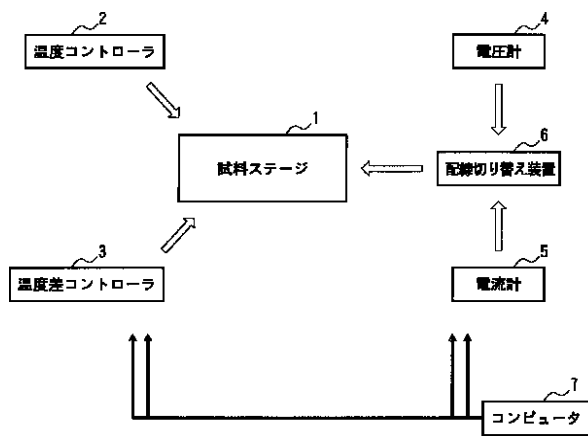 2
温度コントローラ
4
電圧計
1
試料ステージ
6
配線切り替え装置
3
温度差コントローラ
5
電流計
7
コンピュータ